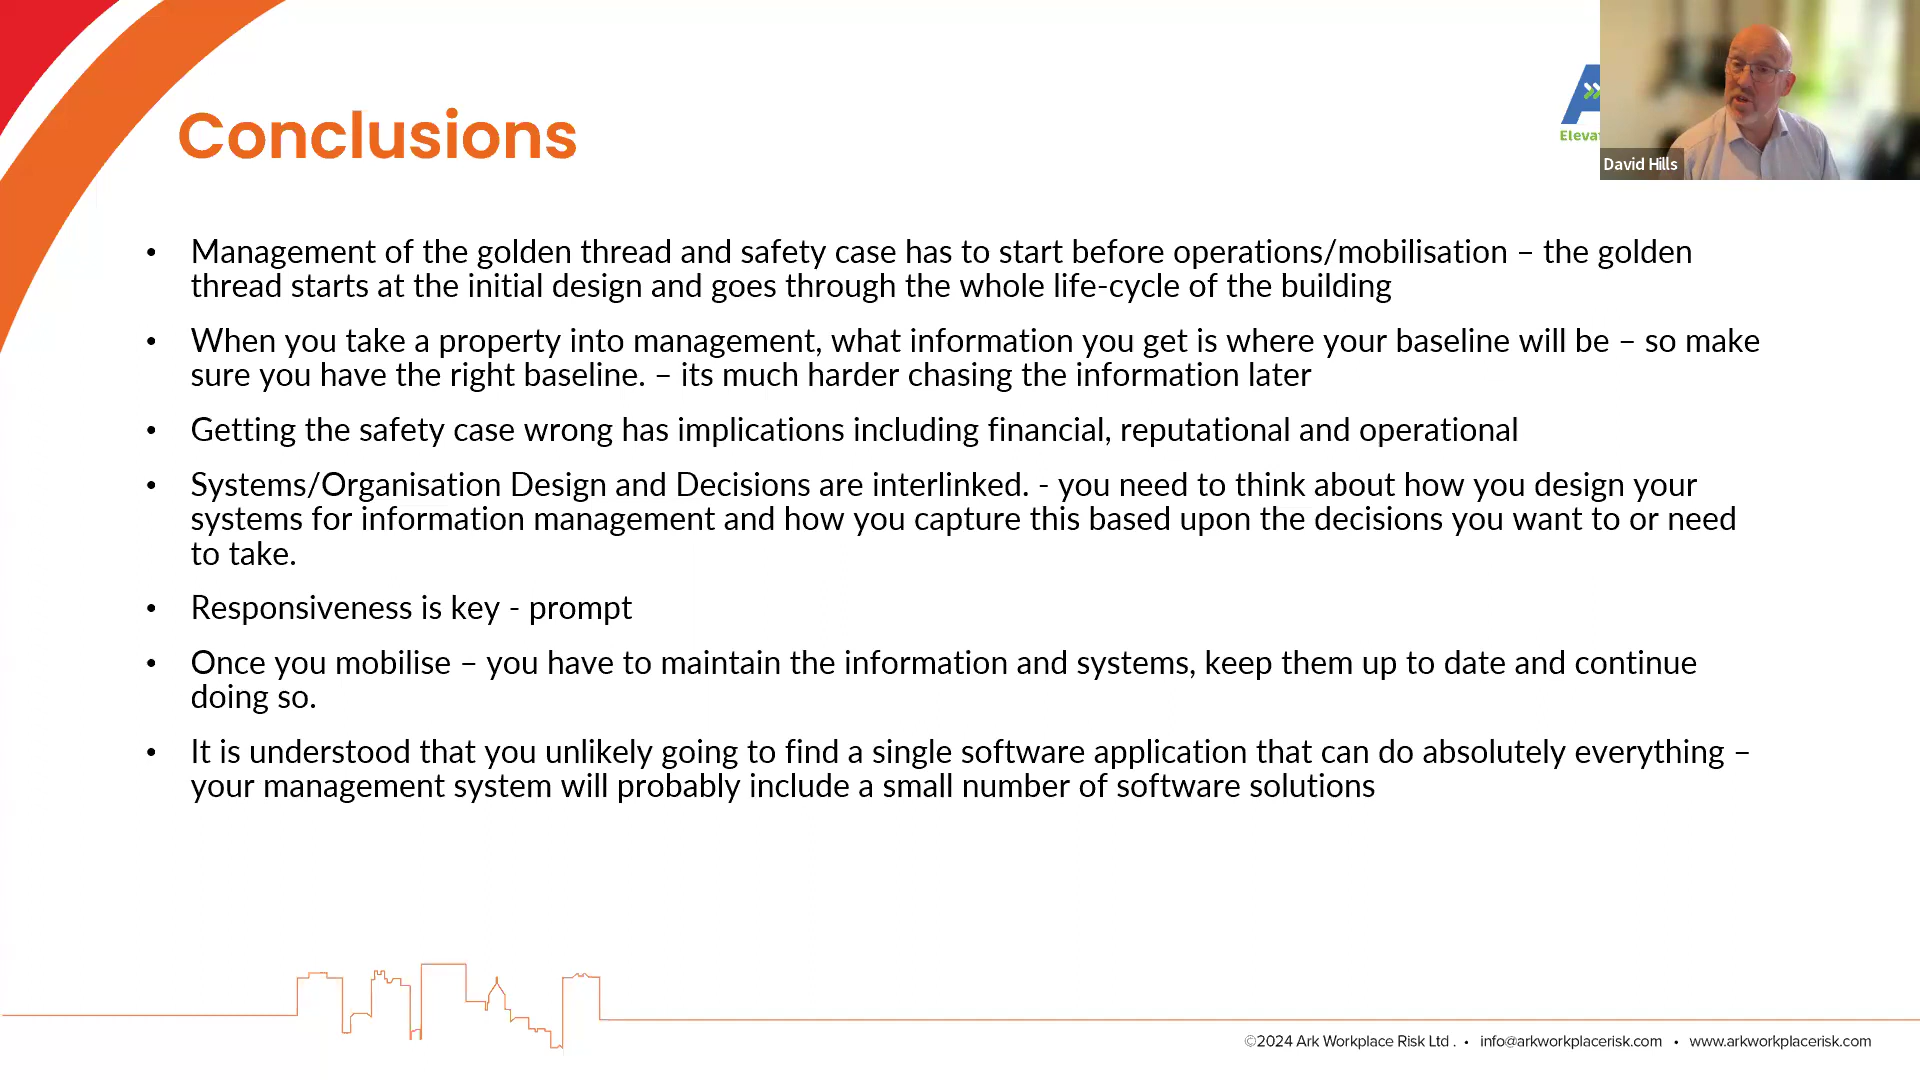 Conclusions
David Hills
• Management of the golden thread and safety case has to start before operations/mobilisation – the golden
thread starts at the initial design and goes through the whole life-cycle of the building
• When you take a property into management, what information you get is where your baseline will be – so make
sure you have the right baseline. – its much harder chasing the information later
• Getting the safety case wrong has implications including financial, reputational and operational
• Systems/Organisation Design and Decisions are interlinked. - you need to think about how you design your
systems for information management and how you capture this based upon the decisions you want to or need
to take.
• Responsiveness is key - prompt
• Once you mobilise – you have to maintain the information and systems, keep them up to date and continue
doing so.
• It is understood that you unlikely going to find a single software application that can do absolutely everything –
your management system will probably include a small number of software solutions
©2024 Ark Workplace Risk Ltd . • info@arkworkplacerisk.com • www.arkworkplacerisk.com